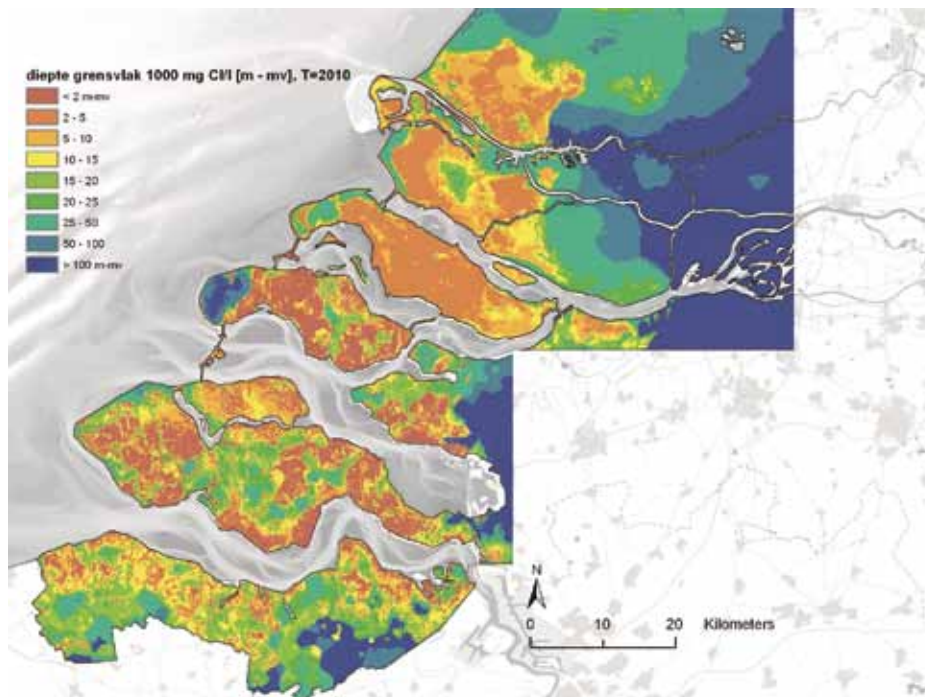 diepte grensvlak 1000 mg Cl/l [m - mv], T=2010
< 2 m-mv
2 - 5
5 - 10
10 - 15
15 - 20
20 - 25
25 - 50
50 - 100
> 100 m-mv
N
0 10 20 Kilometers